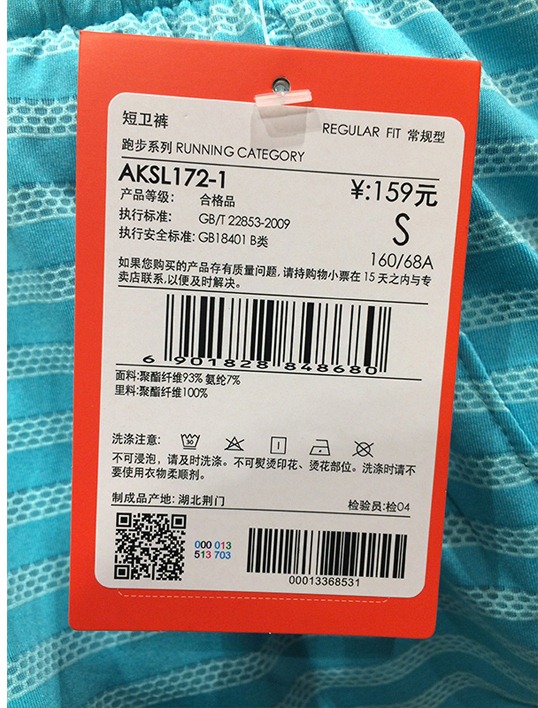 短卫裤
REGULAR FIT 常规型
跑步系列 RUNNING CATEGORY
AKSL172-1
¥:159元
产品等级: 合格品
执行标准: GB/T 22853-2009
S
执行安全标准: GB18401 B类
160/68A
如果您购买的产品存有质量问题,请持购物小票在15天之内与专
卖店联系,以便及时解决。
6 901828 848680
面料:聚酯纤维93% 氨纶7%
里料:聚酯纤维100%
洗涤注意:
不可浸泡，请及时洗涤。不可熨烫印花、烫花部位。洗涤时请不
要使用衣物柔顺剂。
制成品产地: 湖北荆门
检验员:检04
000 013
513 703
00013368531